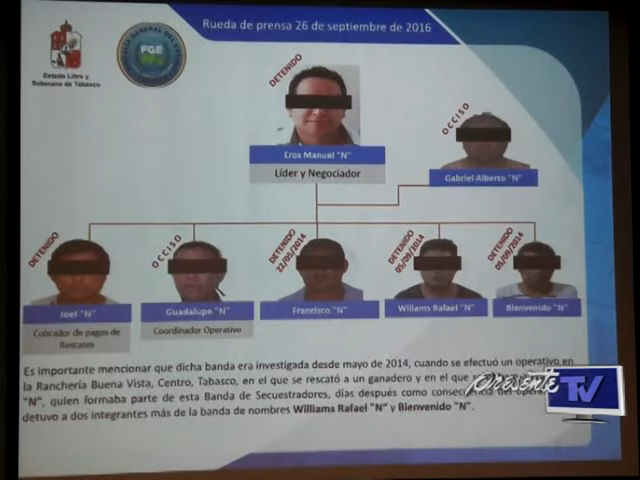 Rueda de prensa 26 de septiembre de 2016
Estado Libre y
Soberano de Tabasco
FGE
DETENIDO
Eros Manuel "N"
Líder y Negociador
OCCISO
Gabriel Alberto "N"
DETENIDO
Joel "N"
Cobrador de pagos de
Rescates
OCCISO
Guadalupe "N"
Coordinador Operativo
DETENIDO
22/05/2014
Francisco "N"
DETENIDO
05/09/2014
Willams Rafael "N"
DETENIDO
05/09/2014
Bienvenido "N"
Es importante mencionar que dicha banda era investigada desde mayo de 2014, cuando se efectuó un operativo en
la Ranchería Buena Vista, Centro, Tabasco, en el que se rescató a un ganadero y en el que
"N", quien formaba parte de esta Banda de Secuestradores, días después como del
detuvo a dos integrantes más de la banda de nombres Williams Rafael "N" y Bienvenido "N".
presente
TV